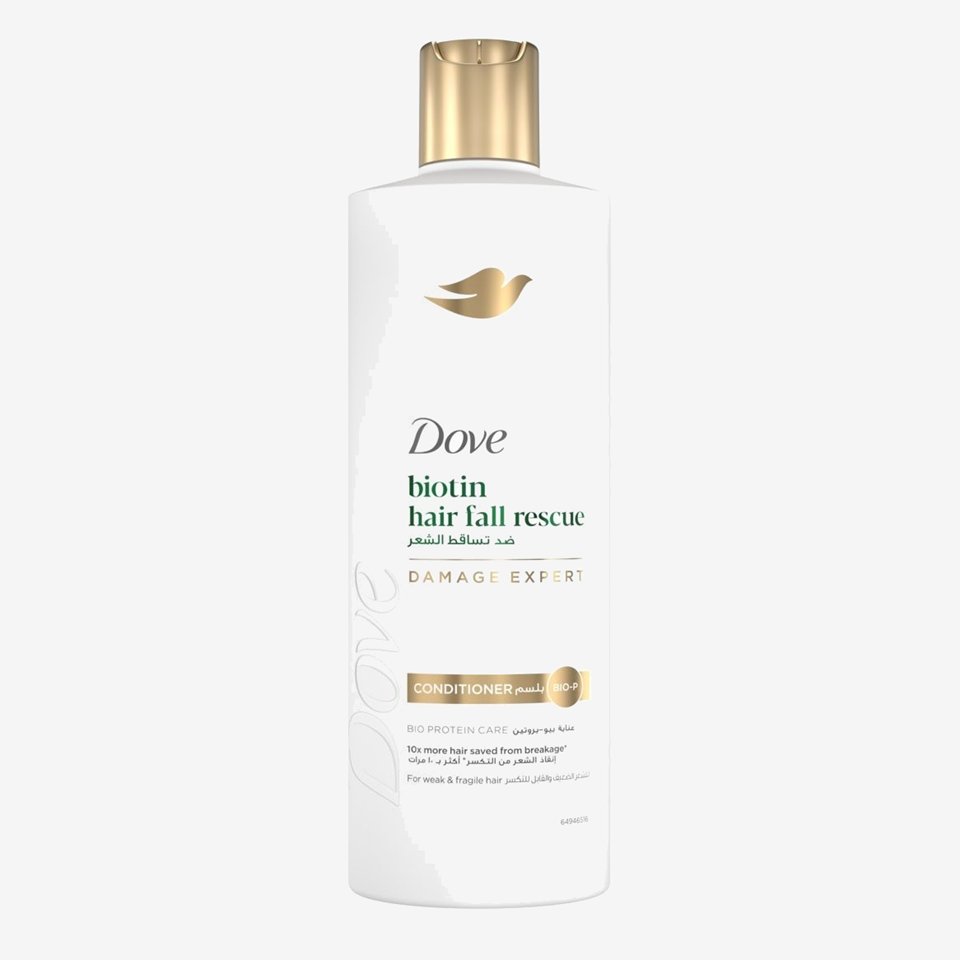 Dove
biotin
hair fall rescue
ضد تساقط الشعر
DAMAGE EXPERT
Dove
CONDITIONER بلسم BIO-P
BIO PROTEIN CARE عناية بيو-بروتين
10x more hair saved from breakage*
إنقاذ الشعر من التكسر* أكثر بـ ١٠ مرات
For weak & fragile hair للشعر الضعيف والقابل للتكسر
64946516